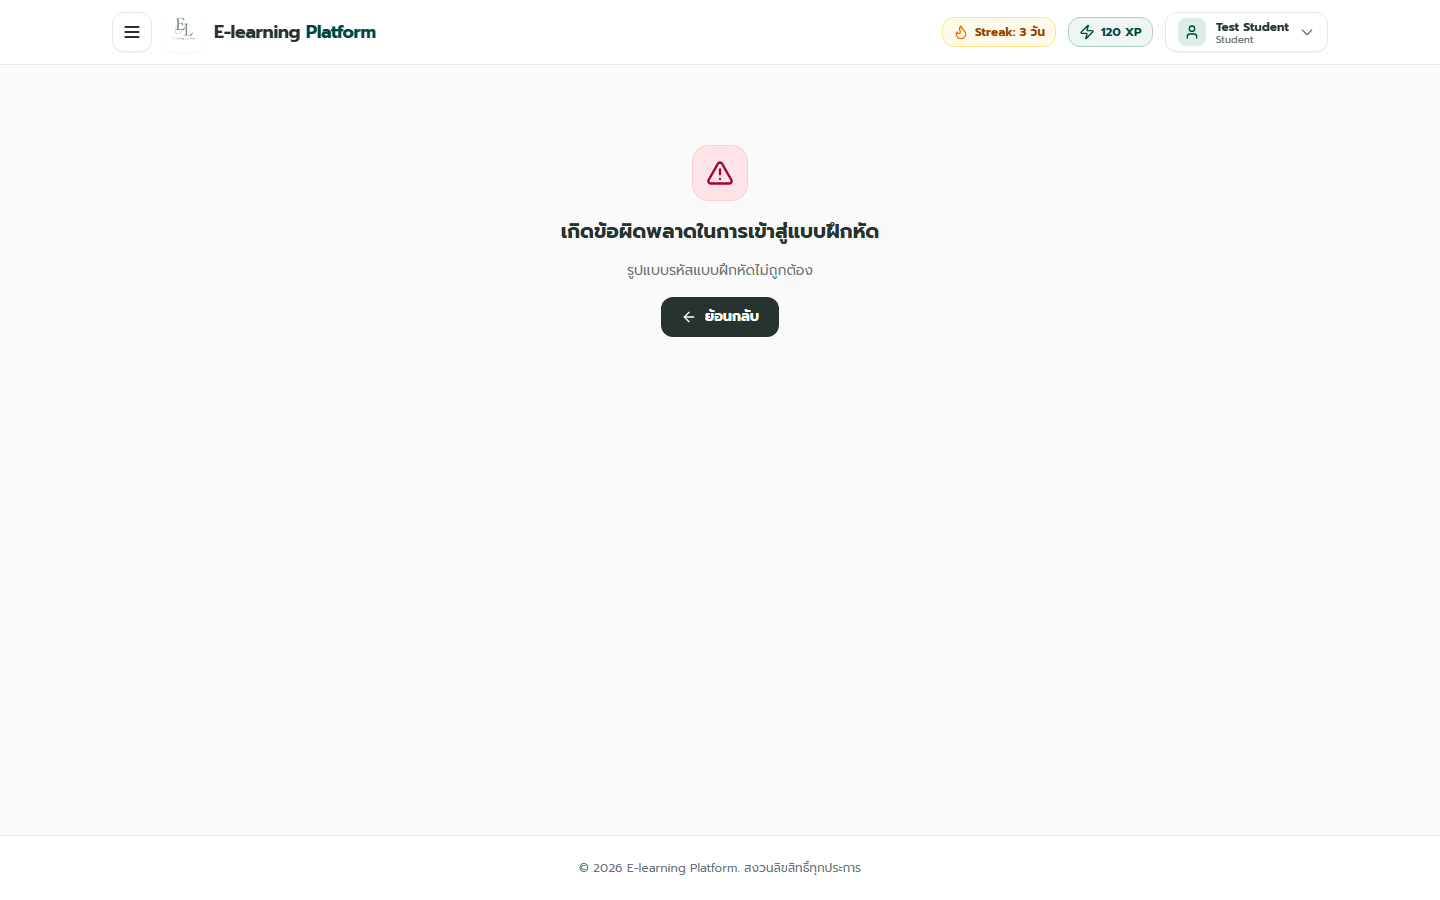 EL
E-learning Platform
Streak: 3 วัน
120 XP
Test Student
Student
เกิดข้อผิดพลาดในการเข้าสู่แบบฝึกหัด
รูปแบบรหัสแบบฝึกหัดไม่ถูกต้อง
ย้อนกลับ
© 2026 E-learning Platform. สงวนลิขสิทธิ์ทุกประการ